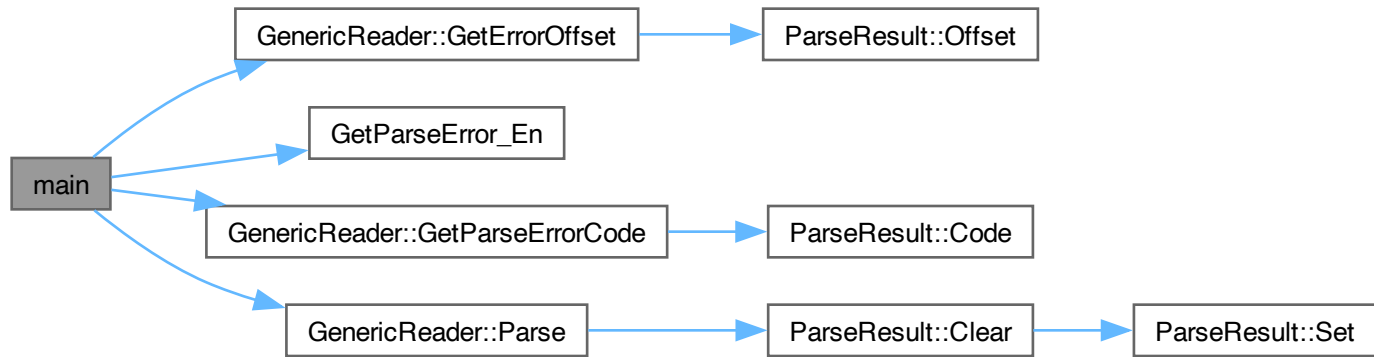 GenericReader::GetErrorOffset
ParseResult::Offset
GetParseError_En
main
GenericReader::GetParseErrorCode
ParseResult::Code
GenericReader::Parse
ParseResult::Clear
ParseResult::Set